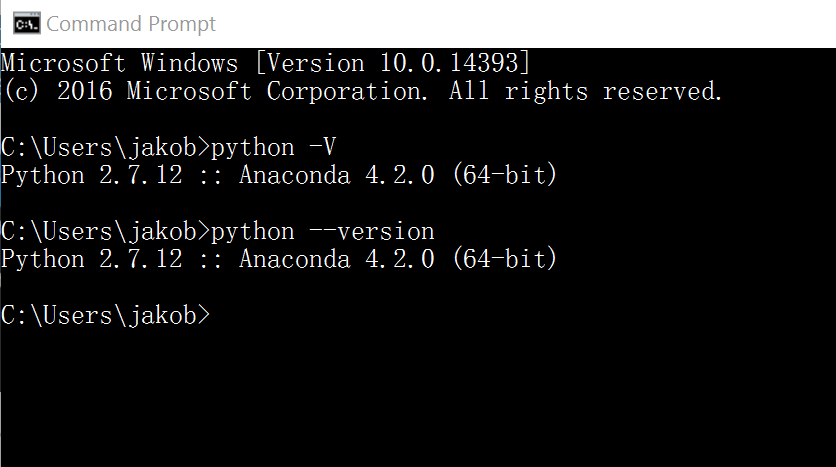 Command Prompt
Microsoft Windows [Version 10.0.14393]
(c) 2016 Microsoft Corporation. All rights reserved.
C:\Users\jakob>python -V
Python 2.7.12 :: Anaconda 4.2.0 (64-bit)
C:\Users\jakob>python --version
Python 2.7.12 :: Anaconda 4.2.0 (64-bit)
C:\Users\jakob>